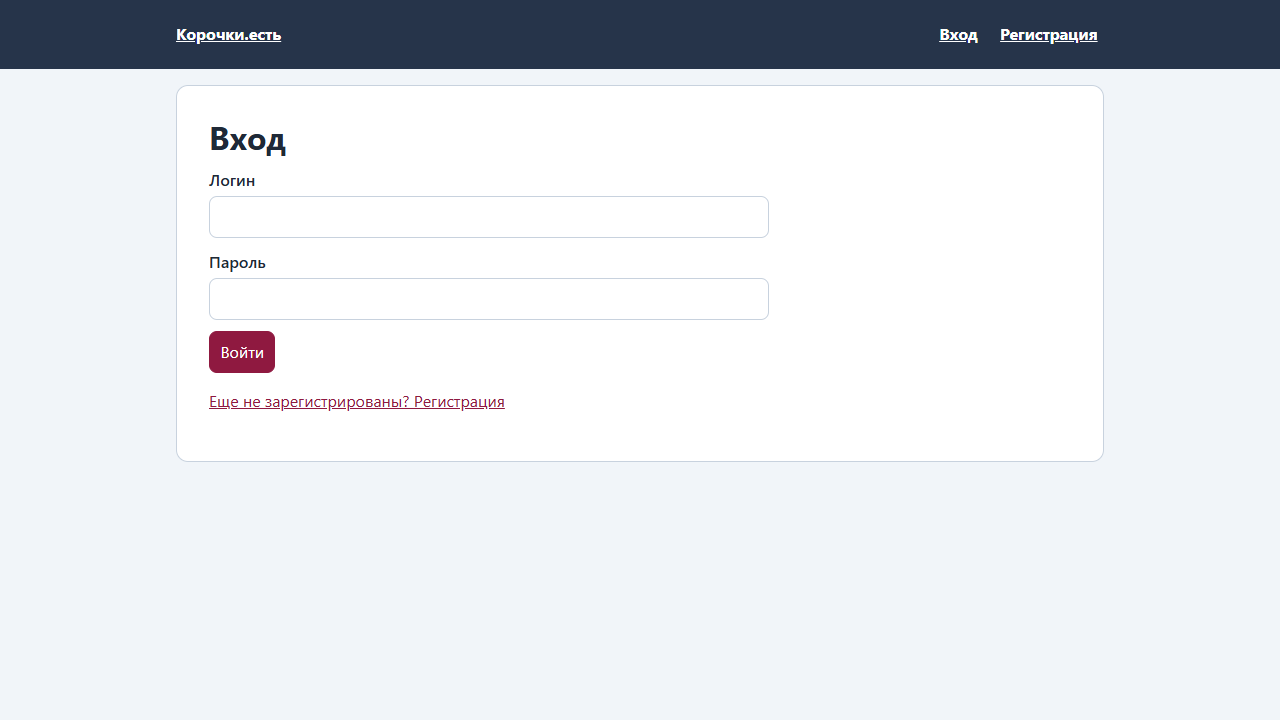 Корочки.есть
Вход Регистрация
Вход
Логин
Пароль
Войти
Еще не зарегистрированы? Регистрация